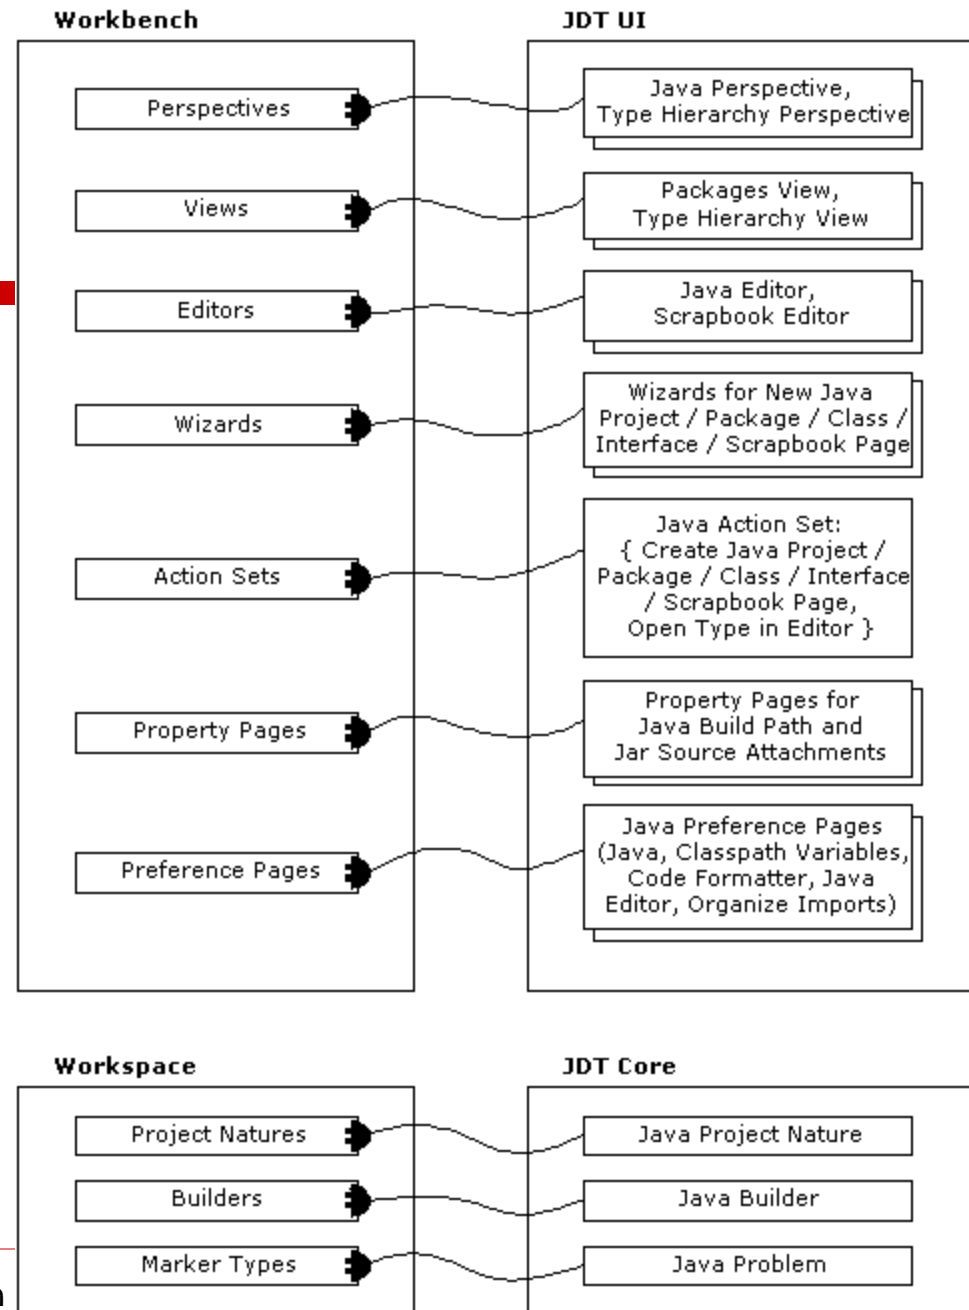 Workbench
JDT UI
Perspectives
Java Perspective,
Type Hierarchy Perspective
Views
Packages View,
Type Hierarchy View
Editors
Java Editor,
Scrapbook Editor
Wizards
Wizards for New Java
Project / Package / Class /
Interface / Scrapbook Page
Action Sets
Java Action Set:
{ Create Java Project /
Package / Class / Interface
/ Scrapbook Page,
Open Type in Editor }
Property Pages
Property Pages for
Java Build Path and
Jar Source Attachments
Preference Pages
Java Preference Pages
(Java, Classpath Variables,
Code Formatter, Java
Editor, Organize Imports)
Workspace
JDT Core
Project Natures
Java Project Nature
Builders
Java Builder
Marker Types
Java Problem